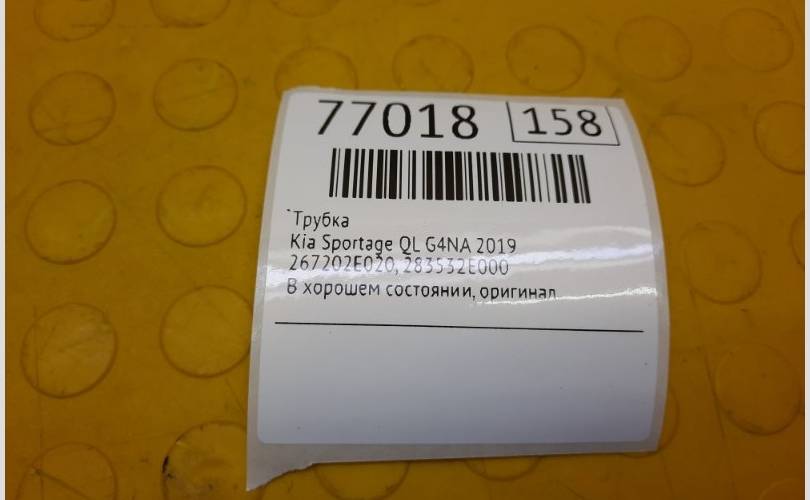 77018 158
Трубка
Kia Sportage QL G4NA 2019
267202E020, 283532E000
В хорошем состоянии, оригинал